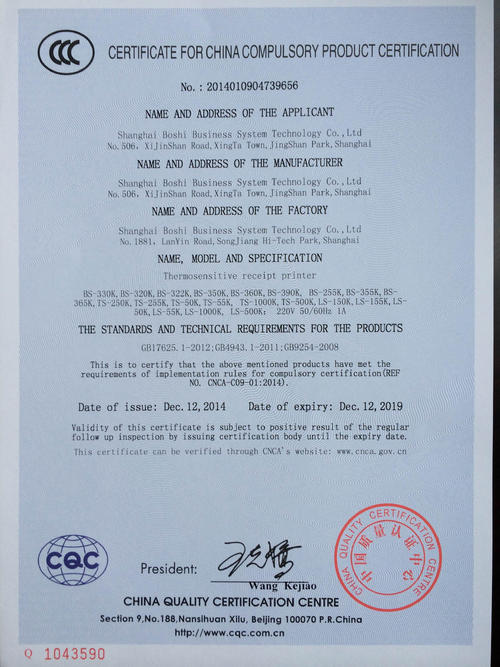 CCC
CERTIFICATE FOR CHINA COMPULSORY PRODUCT CERTIFICATION
No. : 2014010904739656
NAME AND ADDRESS OF THE APPLICANT
Shanghai Boshi Business System Technology Co., Ltd
No. 506, XiJinShan Road, XingTa Town, JingShan Park, Shanghai
NAME AND ADDRESS OF THE MANUFACTURER
Shanghai Boshi Business System Technology Co., Ltd
No. 506, XiJinShan Road, XingTa Town, JingShan Park, Shanghai
NAME AND ADDRESS OF THE FACTORY
Shanghai Boshi Business System Technology Co., Ltd
No. 1881, LanYin Road, SongJiang Hi-Tech Park, Shanghai
NAME, MODEL AND SPECIFICATION
Thermosensitive receipt printer
BS-330K, BS-320K, BS-322K, BS-350K, BS-360K, BS-390K, BS-255K, BS-355K, BS-
365K, TS-250K, TS-255K, TS-50K, TS-55K, TS-1000K, TS-500K, LS-150K, LS-155K, LS-
50K, LS-55K, LS-1000K, LS-500K; 220V 50/60Hz 1A
THE STANDARDS AND TECHNICAL REQUIREMENTS FOR THE PRODUCTS
GB17625.1-2012;GB4943.1-2011;GB9254-2008
This is to certify that the above mentioned products have met the
requirements of implementation rules for compulsory certification(REF
NO. CNCA-C09-01:2014).
Date of issue: Dec. 12, 2014 Date of expiry: Dec. 12, 2019
Validity of this certificate is subject to positive result of the regular
follow up inspection by issuing certification body until the expiry date.
This certificate can be verified through CNCA's website: www.cnca.gov.cn
CQC
President:
Wang Kejiao
CHINA QUALITY CERTIFICATION CENTRE
中国质量认证中心
CHINA QUALITY CERTIFICATION CENTRE
Section 9, No.188, Nansihuan Xilu, Beijing 100070 P.R.China
http://www.cqc.com.cn
Q 1043590